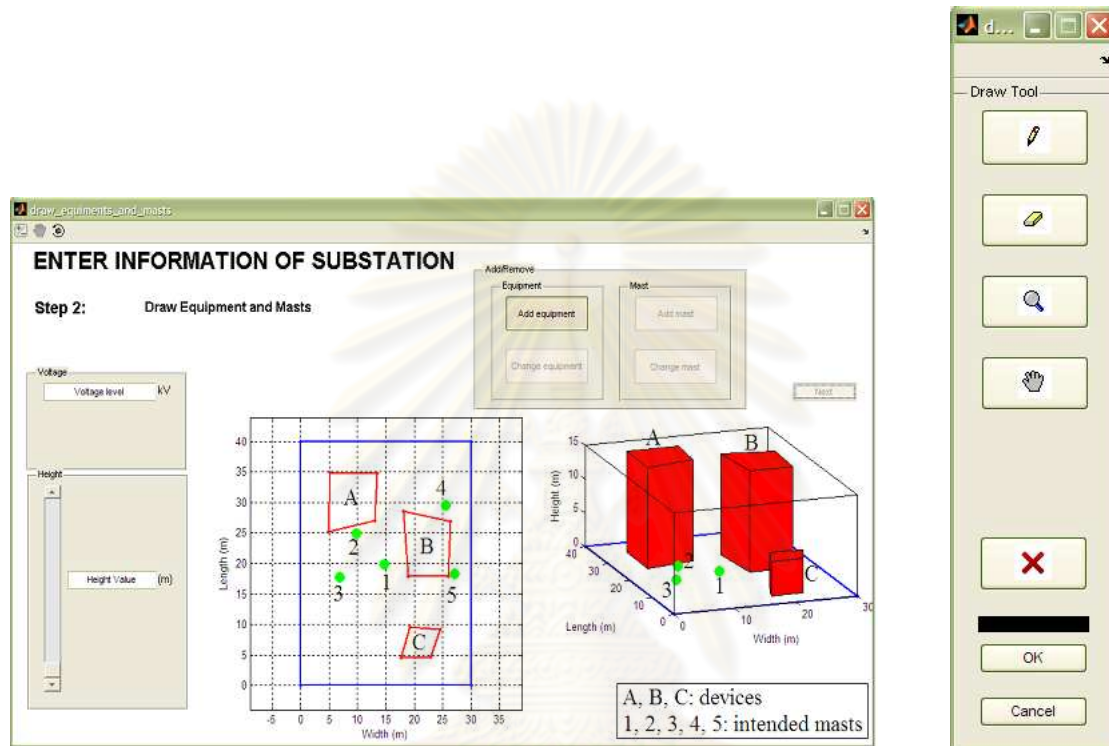 draw_equiments_and_masts
ENTER INFORMATION OF SUBSTATION
Step 2: Draw Equipment and Masts
Add/Remove
Equipment
Add equipment
Change equipment
Mast
Add mast
Change mast
Next
Voltage
Voltage level kV
Height
Height Value (m)
40
35
30
25
20
15
10
5
0
-5 0 5 10 15 20 25 30 35
Length (m)
Width (m)
A
B
C
4
2
1
3
5
15
10
5
0
Height (m)
40
30
20
10
0
Length (m)
0
10
20
30
Width (m)
A
B
C
2
3
1
A, B, C: devices
1, 2, 3, 4, 5: intended masts
d...
Draw Tool
OK
Cancel